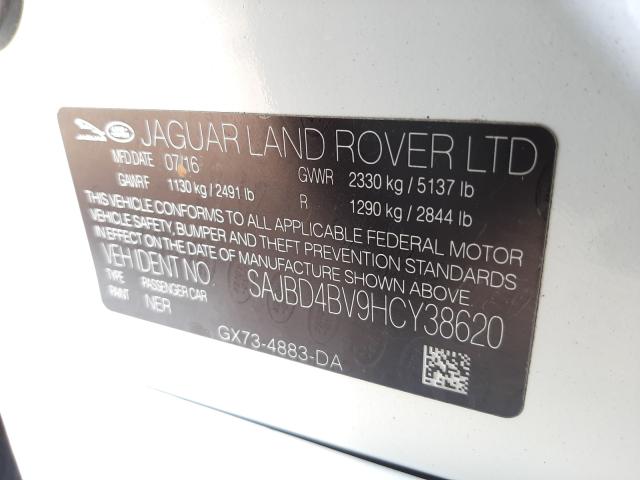 JAGUAR LAND ROVER LTD
MFD DATE 07/16 GVWR 2330 kg / 5137 lb
GAWR F 1130 kg / 2491 lb R 1290 kg / 2844 lb
THIS VEHICLE CONFORMS TO ALL APPLICABLE FEDERAL MOTOR
VEHICLE SAFETY, BUMPER AND THEFT PREVENTION STANDARDS
IN EFFECT ON THE DATE OF MANUFACTURE SHOWN ABOVE
VEH IDENT NO. SAJBD4BV9HCY38620
TYPE PASSENGER CAR
PAINT NER
GX73-4883-DA